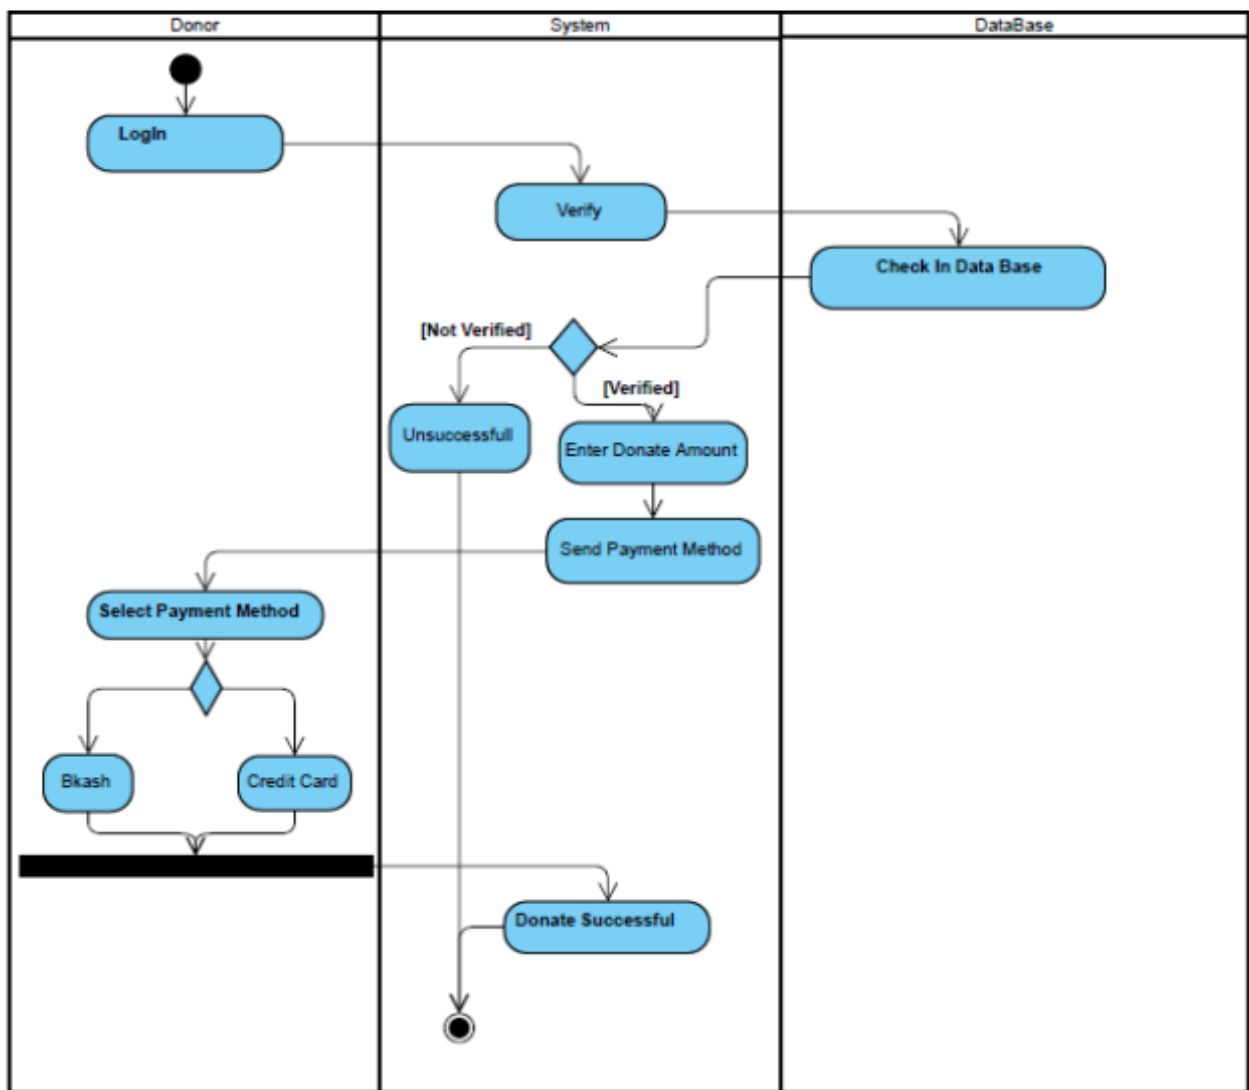 Donor
System
DataBase
LogIn
Verify
Check In Data Base
[Not Verified]
[Verified]
Unsuccessfull
Enter Donate Amount
Send Payment Method
Select Payment Method
Bkash
Credit Card
Donate Successful